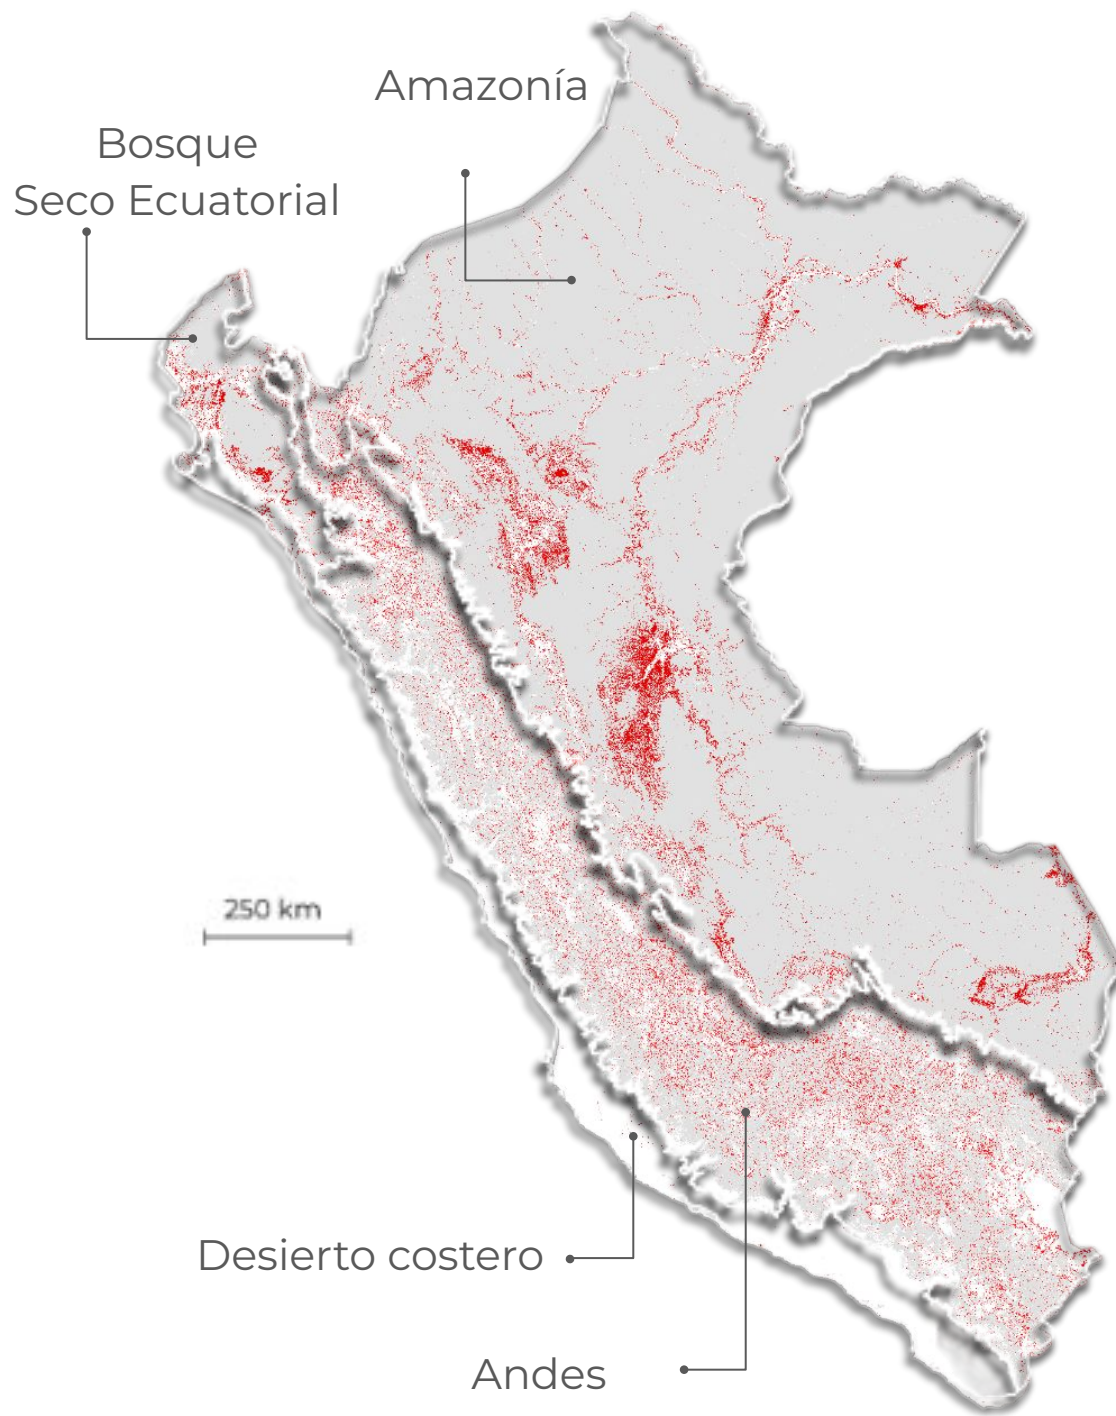 Amazonía
Bosque
Seco Ecuatorial
250 km
Desierto costero
Andes